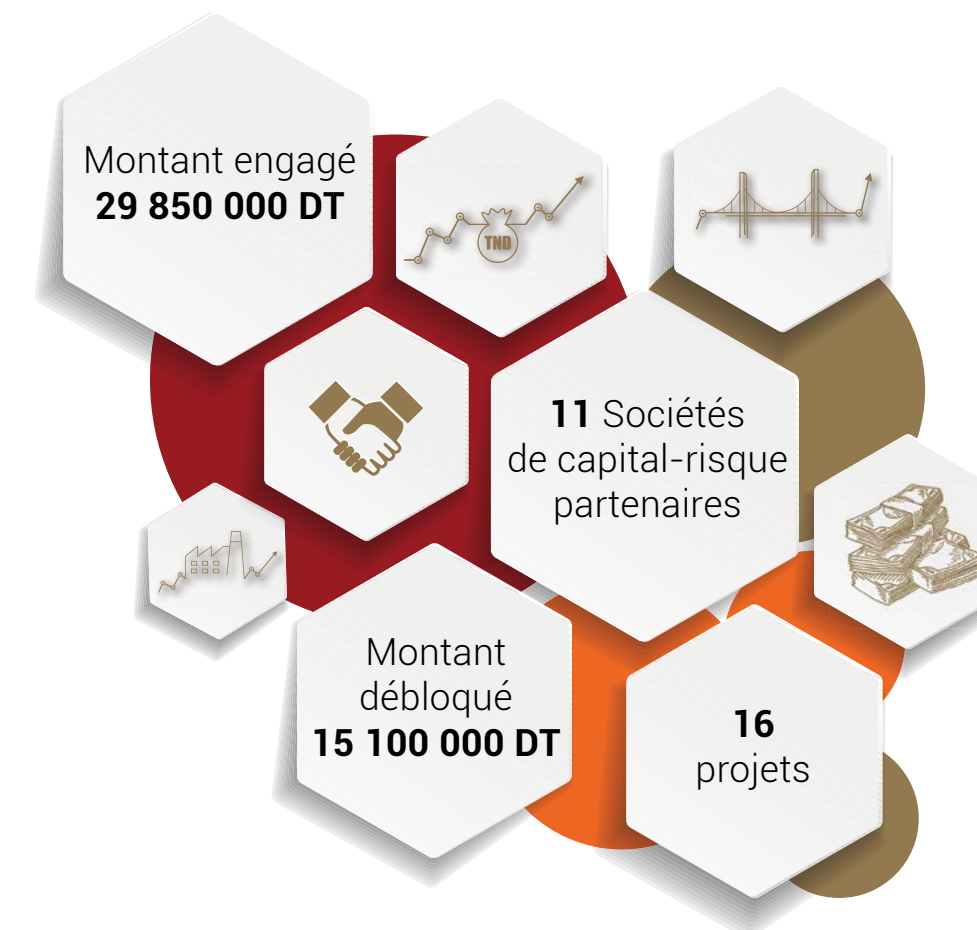 Montant engagé
29 850 000 DT
TND
11 Sociétés
de capital-risque
partenaires
Montant
débloqué
15 100 000 DT
16
projets